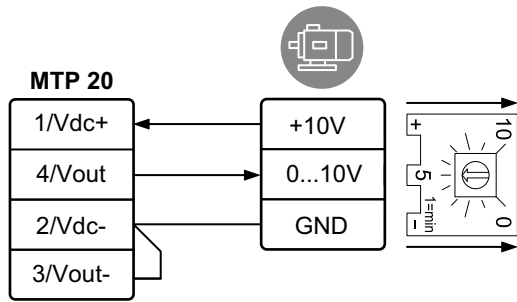 MTP 20
1/Vdc+
+10V
4/Vout
0...10V
2/Vdc-
GND
3/Vout-
+ 10
5
1=min
- 0